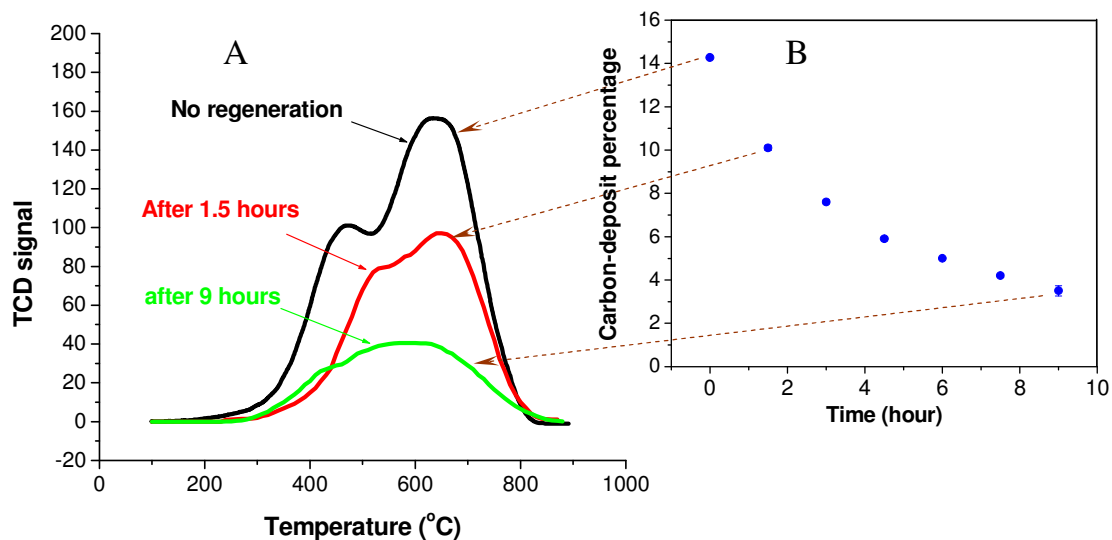 A
200
180
160
140
120
100
80
60
40
20
0
-20
TCD signal
No regeneration
After 1.5 hours
after 9 hours
0 200 400 600 800 1000
Temperature (°C)
B
16
14
12
10
8
6
4
2
0
Carbon-deposit percentage
0 2 4 6 8 10
Time (hour)